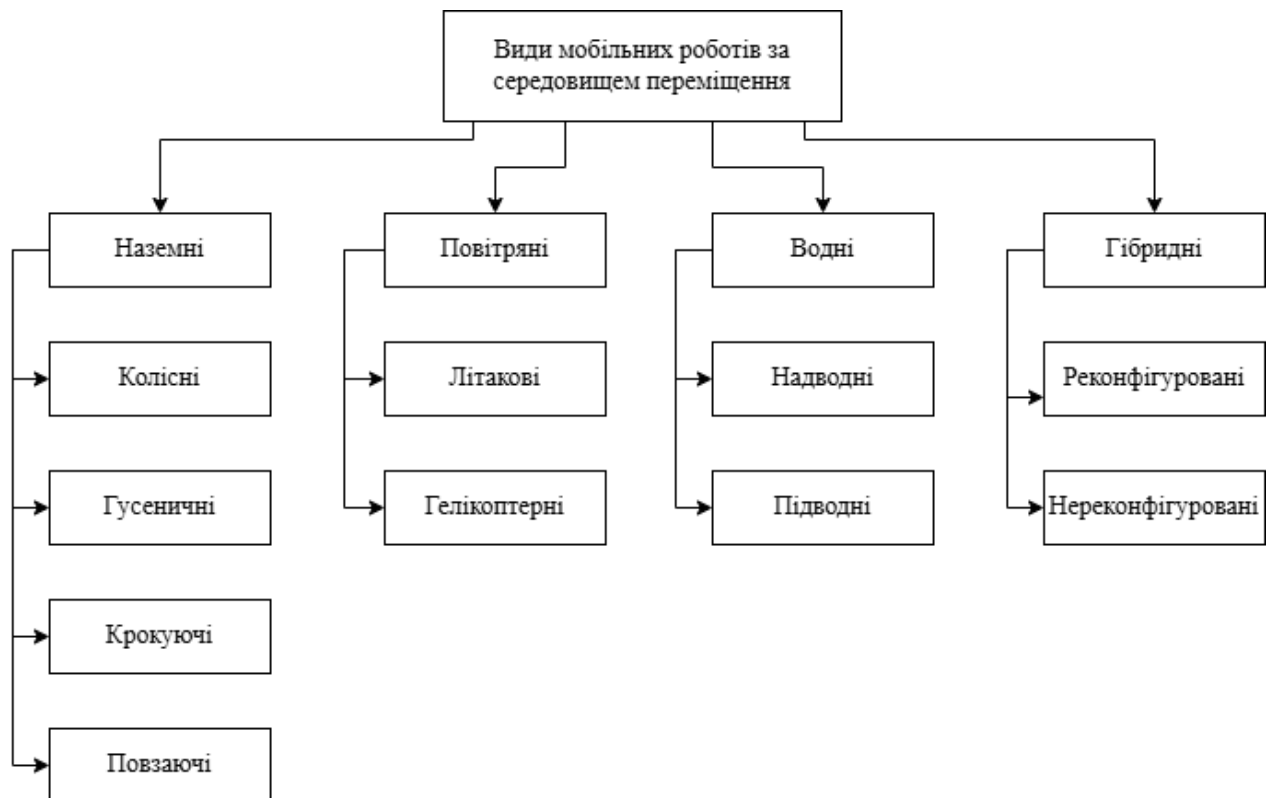 Види мобільних роботів за
середовищем переміщення
Наземні
Повітряні
Водні
Гібридні
Колісні
Літакові
Надводні
Реконфігуровані
Гусеничні
Гелікоптерні
Підводні
Нереконфігуровані
Крокуючі
Повзаючі